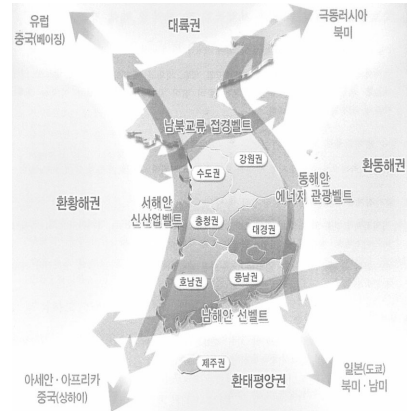 유럽
중국(베이징)
대륙권
극동러시아
북미
남북교류·접경벨트
강원권
수도권
환동해권
동해안
에너지 관광벨트
환황해권
서해안
신산업벨트
충청권
대경권
호남권
동남권
남해안 선벨트
제주권
환태평양권
아세안·아프리카
중국(상하이)
일본(도쿄)
북미·남미